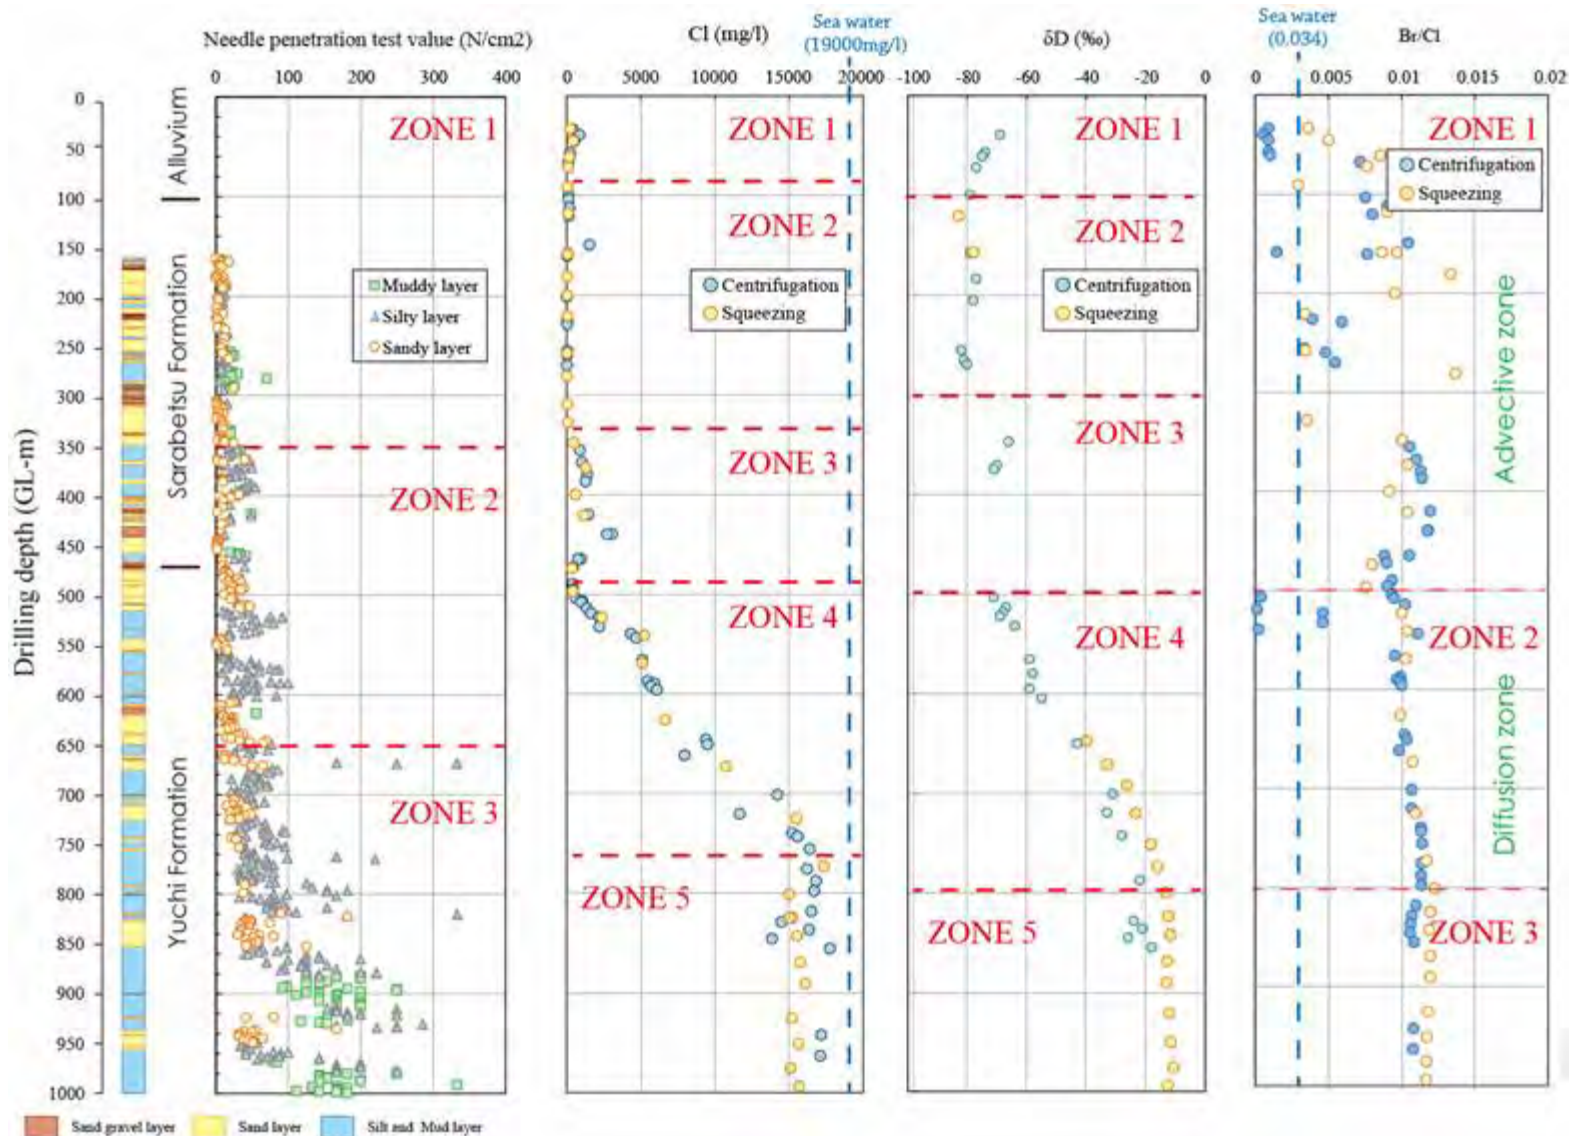 Needle penetration test value (N/cm2)
0 100 200 300 400
Cl (mg/l)
Sea water
(19000mg/l)
0 5000 10000 15000 20000
δD (‰)
-100 -80 -60 -40 -20 0
Sea water
(0.034)
Br/Cl
0 0.005 0.01 0.015 0.02
Drilling depth (GL-m)
0
50
100
150
200
250
300
350
400
450
500
550
600
650
700
750
800
850
900
950
1000
Alluvium
Sarabetsu Formation
Yuchi Formation
ZONE 1
ZONE 2
ZONE 3
Muddy layer
Silty layer
Sandy layer
ZONE 1
ZONE 2
ZONE 3
ZONE 4
ZONE 5
Centrifugation
Squeezing
ZONE 1
ZONE 2
ZONE 3
ZONE 4
ZONE 5
Centrifugation
Squeezing
ZONE 1
Centrifugation
Squeezing
ZONE 2
ZONE 3
Advective zone
Diffusion zone
Sand gravel layer Sand layer Silt and Mud layer